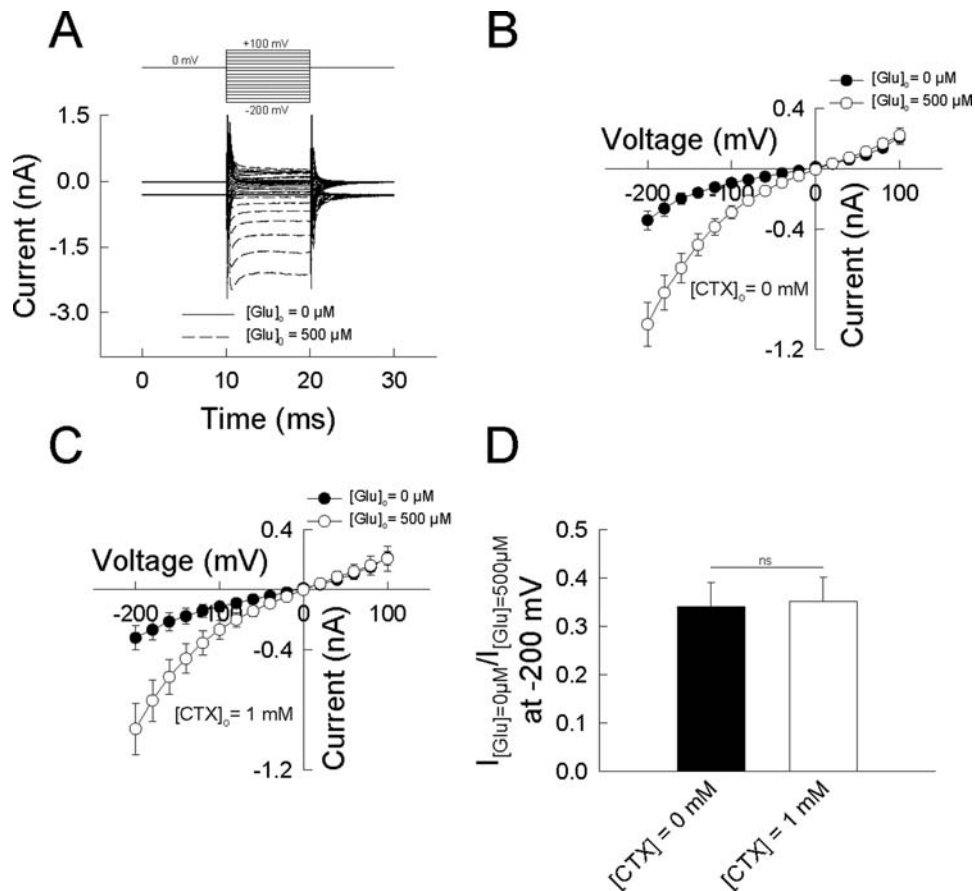 A
+100 mV
0 mV
-200 mV
1.5
0.0
-1.5
-3.0
Current (nA)
[Glu]₀ = 0 µM
[Glu]₀ = 500 µM
0 10 20 30
Time (ms)
B
[Glu]ₒ= 0 µM
[Glu]ₒ= 500 µM
Voltage (mV)
0.4
-200 -100 0 100
-0.4
-1.2
[CTX]ₒ= 0 mM
Current (nA)
C
[Glu]ₒ= 0 µM
[Glu]ₒ= 500 µM
Voltage (mV)
0.4
-200 -100 0 100
-0.4
-1.2
[CTX]ₒ= 1 mM
Current (nA)
D
I[Glu]=0µM/I[Glu]=500µM
at -200 mV
0.5
0.4
0.3
0.2
0.1
0.0
ns
[CTX] = 0 mM
[CTX] = 1 mM